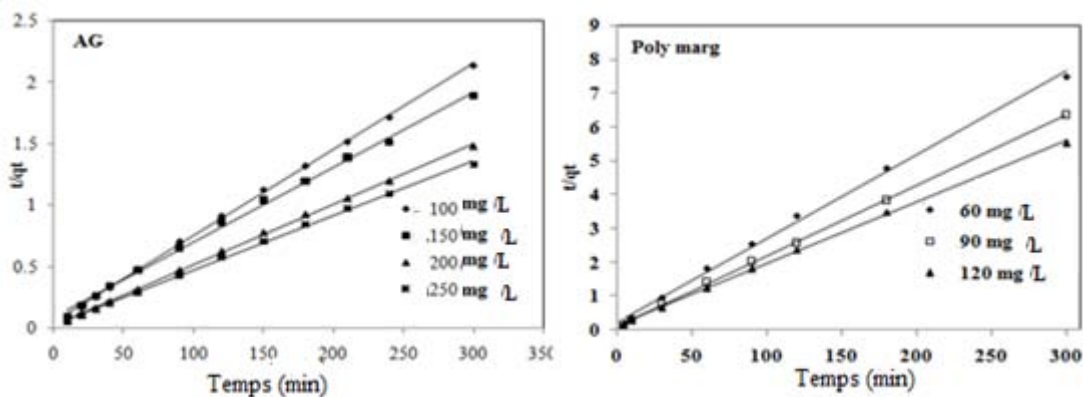 AG
t/qt
2.5
2
1.5
1
0.5
0
0
50
100
150
200
250
300
350
Temps (min)
100 mg /L
150 mg /L
200 mg /L
250 mg /L
Poly marg
t/qt
9
8
7
6
5
4
3
2
1
0
0
50
100
150
200
250
300
Temps (min)
60 mg /L
90 mg /L
120 mg /L